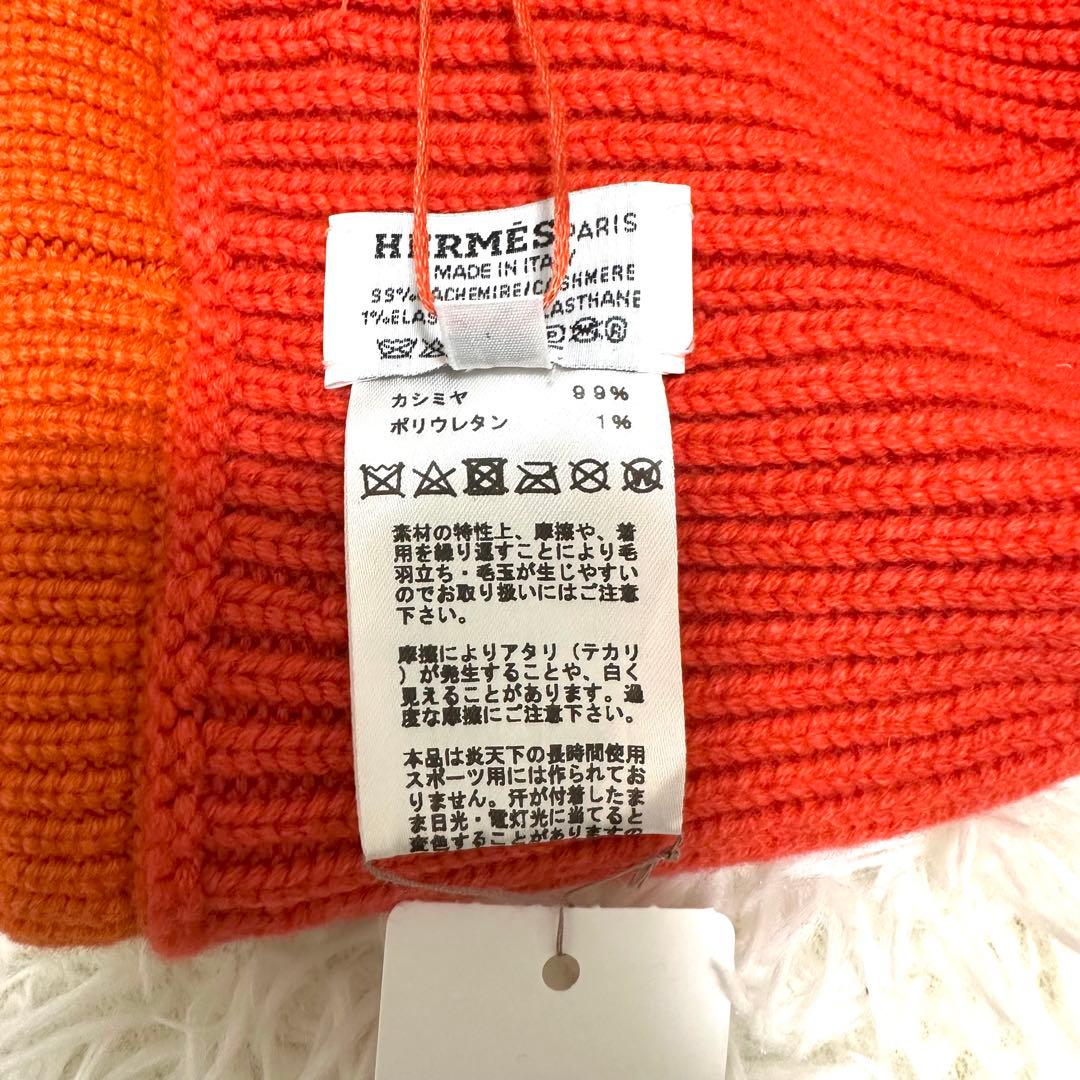 HERMÈS PARIS
MADE IN ITALY
99% CACHEMIRE/CASHMERE
1% ELAS LASTHANE
カシミヤ 99%
ポリウレタン 1%
素材の特性上、摩擦や、着
用を繰り返すことにより毛
羽立ち・毛玉が生じやすい
のでお取り扱いにはご注意
下さい。
摩擦によりアタリ(テカリ
)が発生することや、白く
見えることがあります。過
度な摩擦にご注意下さい。
本品は炎天下の長時間使用
スポーツ用には作られてお
りません。汗が付着したま
ま日光・電灯光に当てると
変色することがありますの